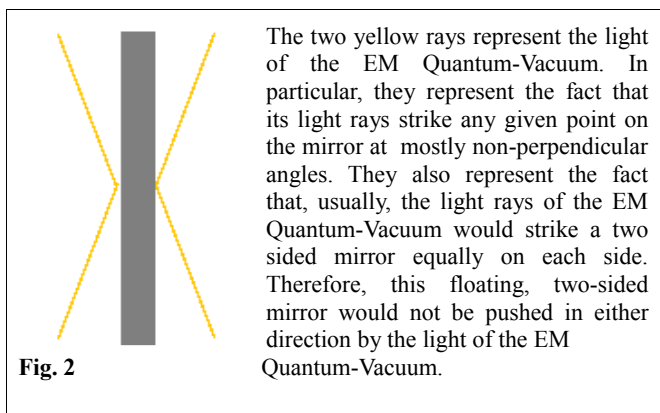 The two yellow rays represent the light
of the EM Quantum-Vacuum. In
particular, they represent the fact that
its light rays strike any given point on
the mirror at mostly non-perpendicular
angles. They also represent the fact
that, usually, the light rays of the EM
Quantum-Vacuum would strike a two
sided mirror equally on each side.
Therefore, this floating, two-sided
mirror would not be pushed in either
direction by the light of the EM
Fig. 2 Quantum-Vacuum.